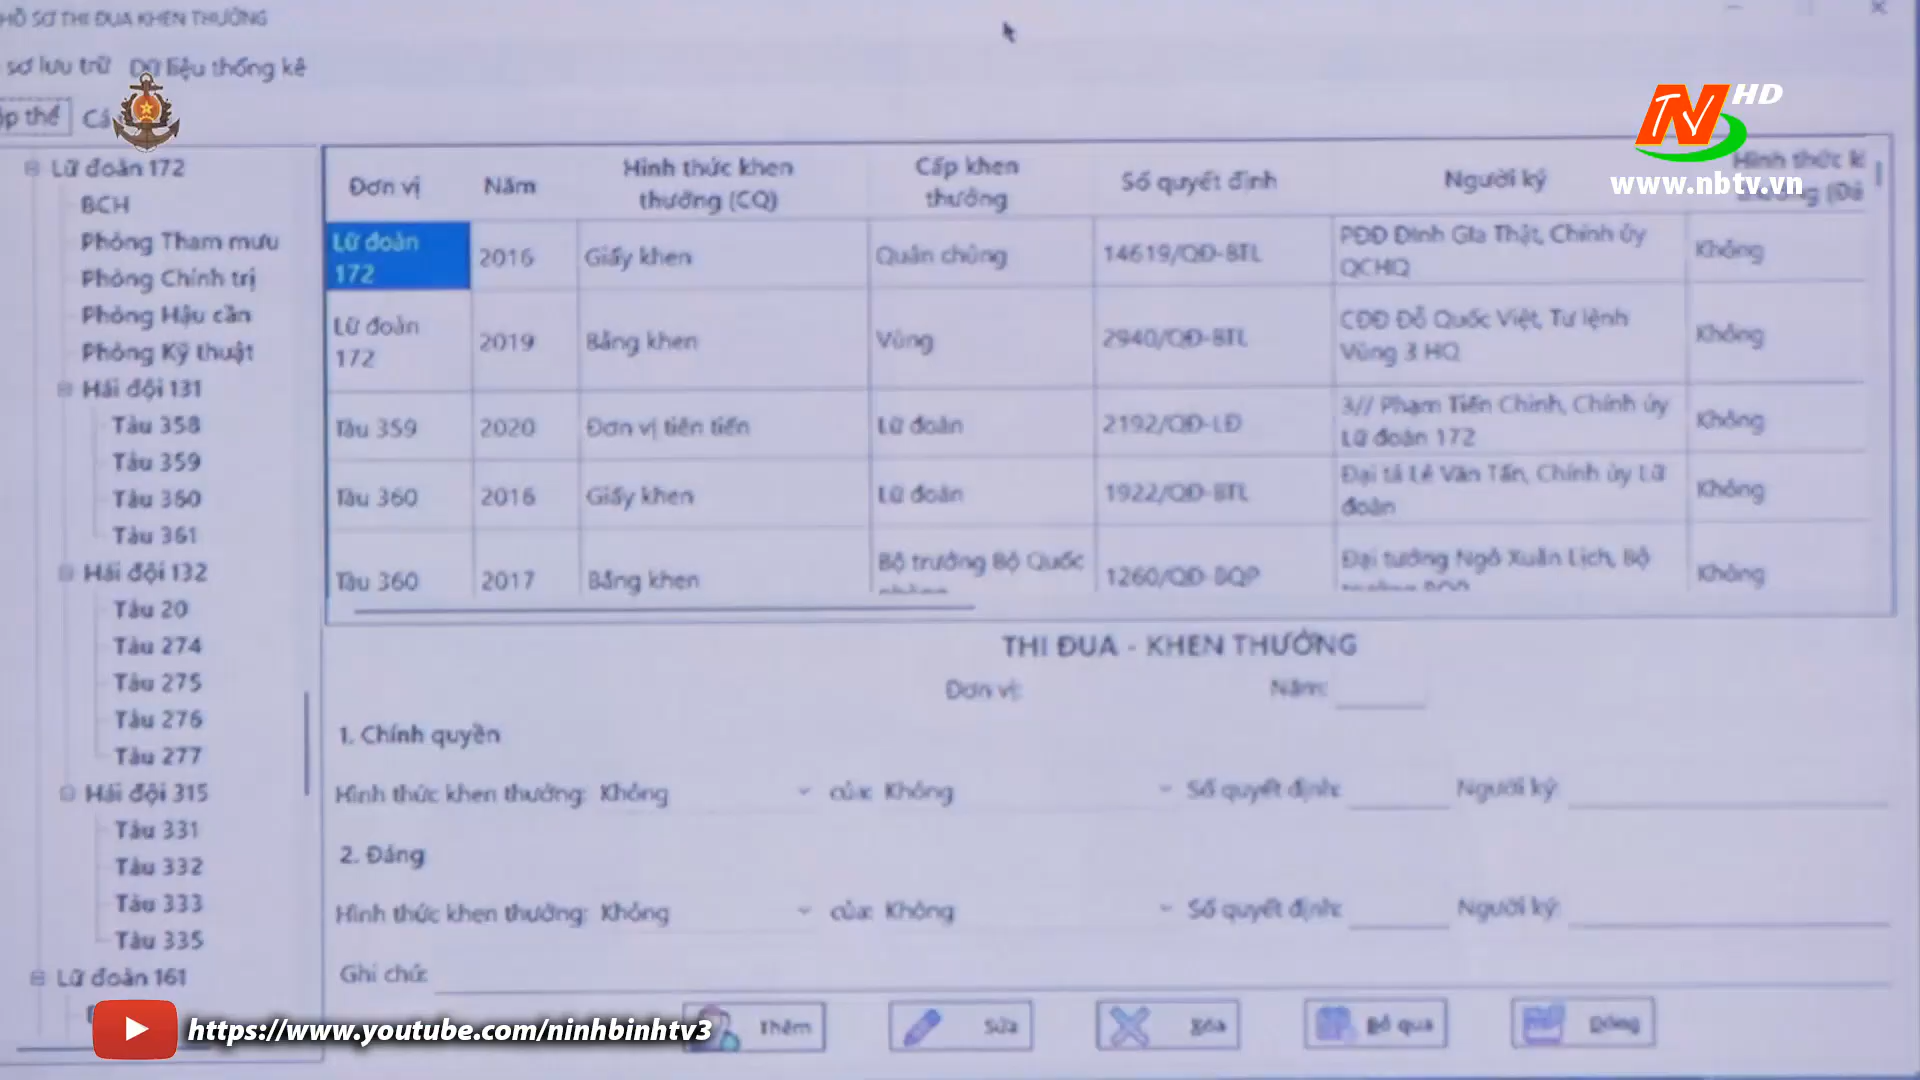 HỒ SƠ THI ĐUA KHEN THƯỞNG
sơ lưu trữ Dữ liệu thống kê
ập thể Cá
HD
www.nbtv.vn
Lữ đoàn 172
BCH
Phòng Tham mưu
Phòng Chính trị
Phòng Hậu cần
Phòng Kỹ thuật
Hải đội 131
Tàu 358
Tàu 359
Tàu 360
Tàu 361
Hải đội 132
Tàu 20
Tàu 274
Tàu 275
Tàu 276
Tàu 277
Hải đội 315
Tàu 331
Tàu 332
Tàu 333
Tàu 335
Lữ đoàn 161
Đơn vị Năm Hình thức khen thưởng (CQ) Cấp khen thưởng Số quyết định Người ký Hình thức
Lữ đoàn 172 2016 Giấy khen Quân chủng 14619/QĐ-BTL PĐĐ Đinh Gia Thật, Chính ủy QCHQ Không
Lữ đoàn 172 2019 Bằng khen Vùng 2940/QĐ-BTL CĐĐ Đỗ Quốc Việt, Tư lệnh Vùng 3 HQ Không
Tàu 359 2020 Đơn vị tiên tiến Lữ đoàn 2192/QĐ-LĐ 3// Phạm Tiến Chinh, Chính ủy Lữ đoàn 172 Không
Tàu 360 2016 Giấy khen Lữ đoàn 1922/QĐ-BTL Đại tá Lê Văn Tấn, Chính ủy Lữ đoàn Không
Tàu 360 2017 Bằng khen Bộ trưởng Bộ Quốc 1260/QĐ-BQP Đại tướng Ngô Xuân Lịch, Bộ Không
THI ĐUA - KHEN THƯỞNG
Đơn vị: Năm:
1. Chính quyền
Hình thức khen thưởng: Không của: Không Số quyết định: Người ký:
2. Đảng
Hình thức khen thưởng: Không của: Không Số quyết định: Người ký:
Ghi chú:
Thêm Sửa Xóa Bỏ qua Đóng
https://www.youtube.com/ninhbinhtv3